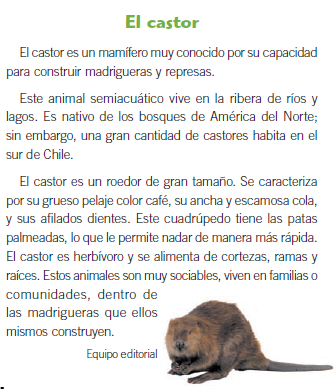 El castor
El castor es un mamífero muy conocido por su capacidad
para construir madrigueras y represas.
Este animal semiacuático vive en la ribera de ríos y
lagos. Es nativo de los bosques de América del Norte;
sin embargo, una gran cantidad de castores habita en el
sur de Chile.
El castor es un roedor de gran tamaño. Se caracteriza
por su grueso pelaje color café, su ancha y escamosa cola,
y sus afilados dientes. Este cuadrúpedo tiene las patas
palmeadas, lo que le permite nadar de manera más rápida.
El castor es herbívoro y se alimenta de cortezas, ramas y
raíces. Estos animales son muy sociables, viven en familias o
comunidades, dentro de
las madrigueras que ellos
mismos construyen.
Equipo editorial